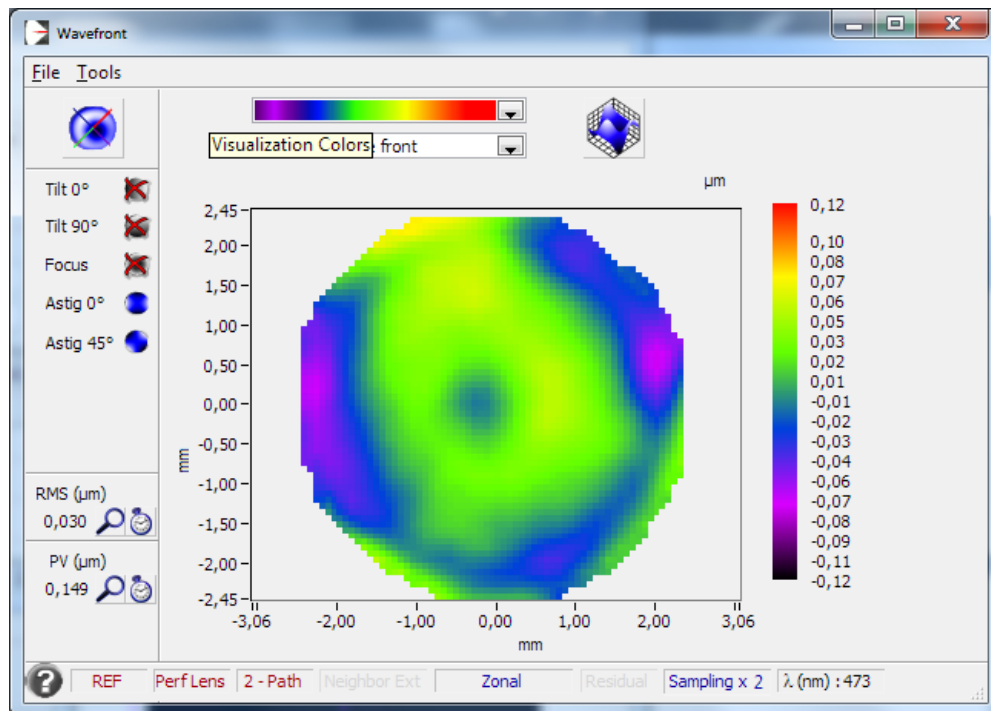 Wavefront
File Tools
Visualization Colors
front
µm
Tilt 0°
Tilt 90°
Focus
Astig 0°
Astig 45°
RMS (µm)
0,030
PV (µm)
0,149
2,45
2,00
1,50
1,00
0,50
0,00
-0,50
-1,00
-1,50
-2,00
-2,45
mm
-3,06 -2,00 -1,00 0,00 1,00 2,00 3,06
mm
0,12
0,10
0,08
0,07
0,06
0,05
0,03
0,02
0,01
-0,01
-0,02
-0,03
-0,04
-0,06
-0,07
-0,08
-0,09
-0,11
-0,12
REF Perf Lens 2 - Path Neighbor Ext Zonal Residual Sampling x 2 λ (nm) : 473